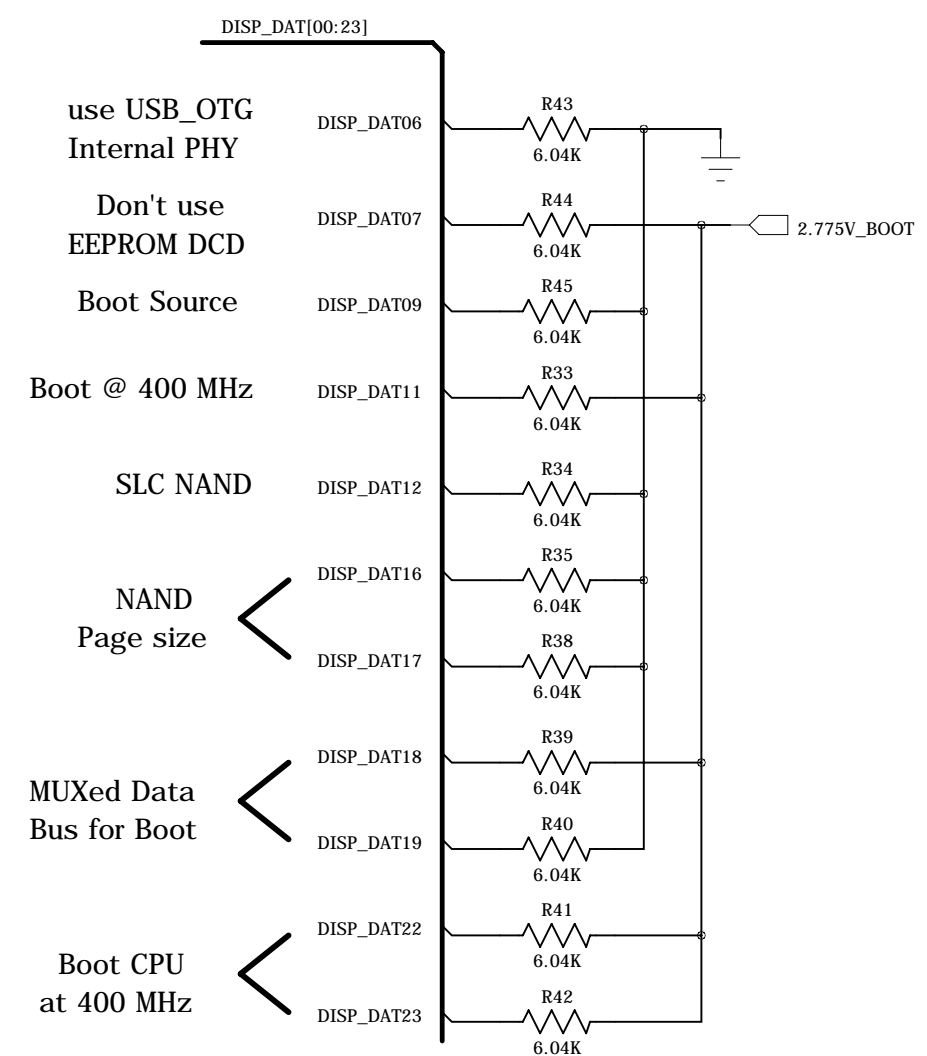 DISP_DAT[00:23]
use USB_OTG
Internal PHY
DISP_DAT06
R43
6.04K
Don't use
EEPROM DCD
DISP_DAT07
R44
6.04K
2.775V_BOOT
Boot Source
DISP_DAT09
R45
6.04K
Boot @ 400 MHz
DISP_DAT11
R33
6.04K
SLC NAND
DISP_DAT12
R34
6.04K
NAND
Page size
DISP_DAT16
R35
6.04K
DISP_DAT17
R38
6.04K
MUXed Data
Bus for Boot
DISP_DAT18
R39
6.04K
DISP_DAT19
R40
6.04K
Boot CPU
at 400 MHz
DISP_DAT22
R41
6.04K
DISP_DAT23
R42
6.04K